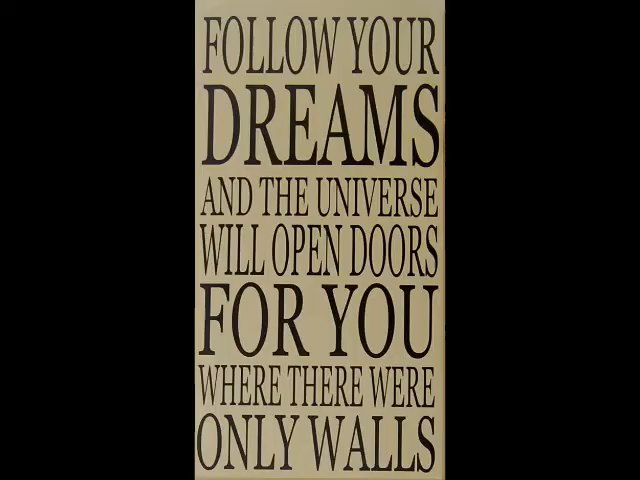 FOLLOW YOUR
DREAMS
AND THE UNIVERSE
WILL OPEN DOORS
FOR YOU
WHERE THERE WERE
ONLY WALLS